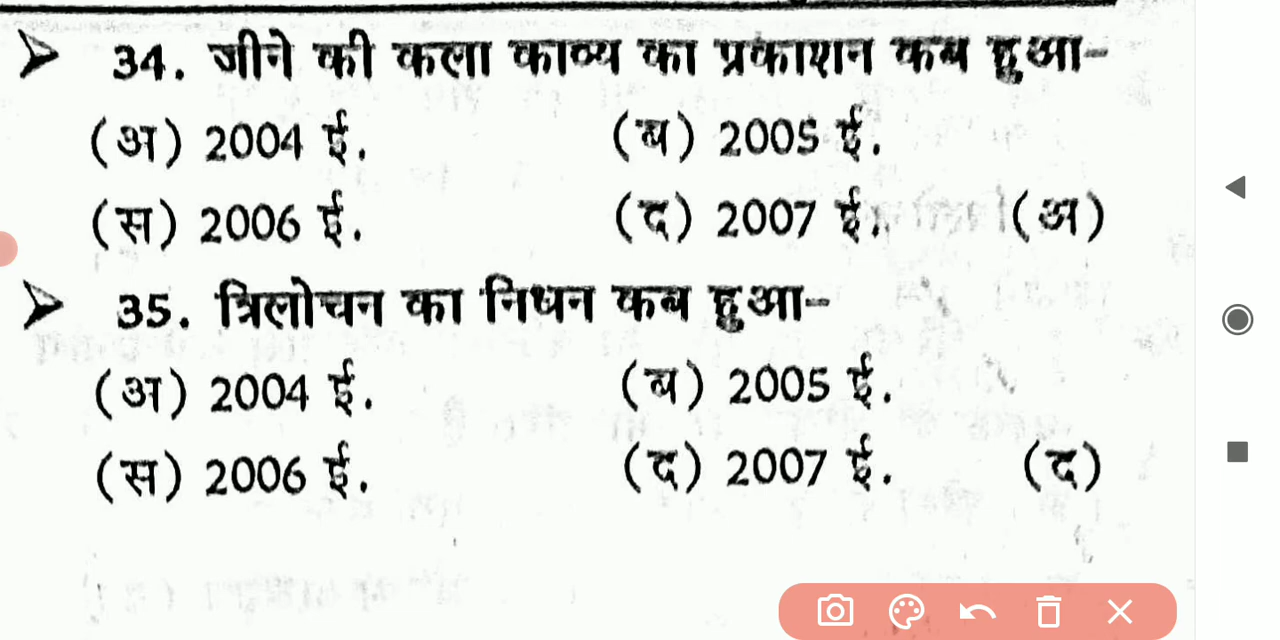 34. जीने की कला काव्य का प्रकाशन कब हुआ-
(अ) 2004 ई. (ब) 2005 ई.
(स) 2006 ई. (द) 2007 ई. (अ)
35. त्रिलोचन का निधन कब हुआ-
(अ) 2004 ई. (ब) 2005 ई.
(स) 2006 ई. (द) 2007 ई. (द)